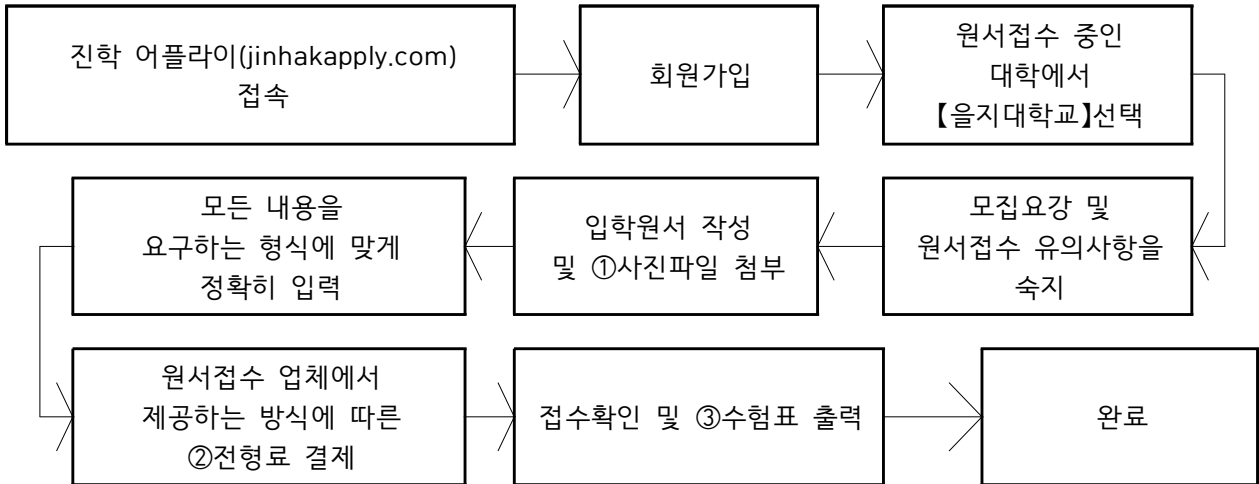 진학 어플라이(jinhakapply.com)
접속
회원가입
원서접수 중인
대학에서
【을지대학교】선택
모집요강 및
원서접수 유의사항을
숙지
입학원서 작성
및 ①사진파일 첨부
모든 내용을
요구하는 형식에 맞게
정확히 입력
원서접수 업체에서
제공하는 방식에 따른
②전형료 결제
접수확인 및 ③수험표 출력
완료